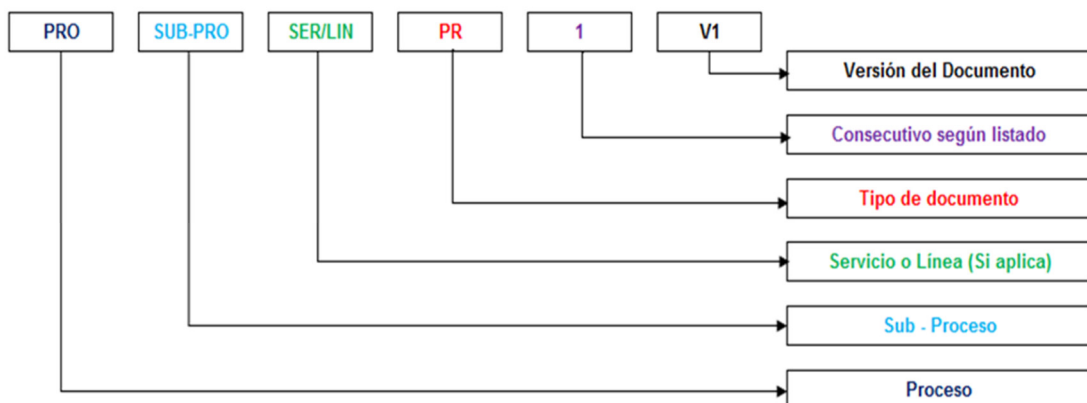 PRO SUB-PRO SER/LIN PR 1 V1
Versión del Documento
Consecutivo según listado
Tipo de documento
Servicio o Línea (Si aplica)
Sub - Proceso
Proceso